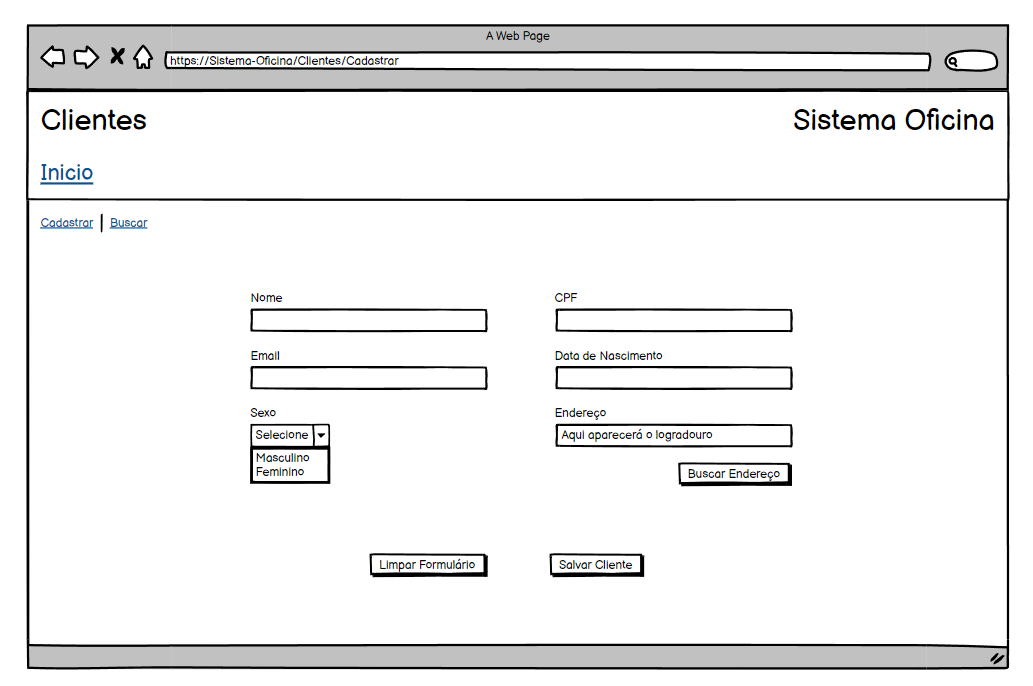 A Web Page
https://Sistema-Oficina/Clientes/Cadastrar
Clientes
Sistema Oficina
Inicio
Cadastrar
Buscar
Nome
CPF
Email
Data de Nascimento
Sexo
Endereço
Selecione
Aqui aparecerá o logradouro
Masculino
Feminino
Buscar Endereço
Limpar Formulário
Salvar Cliente